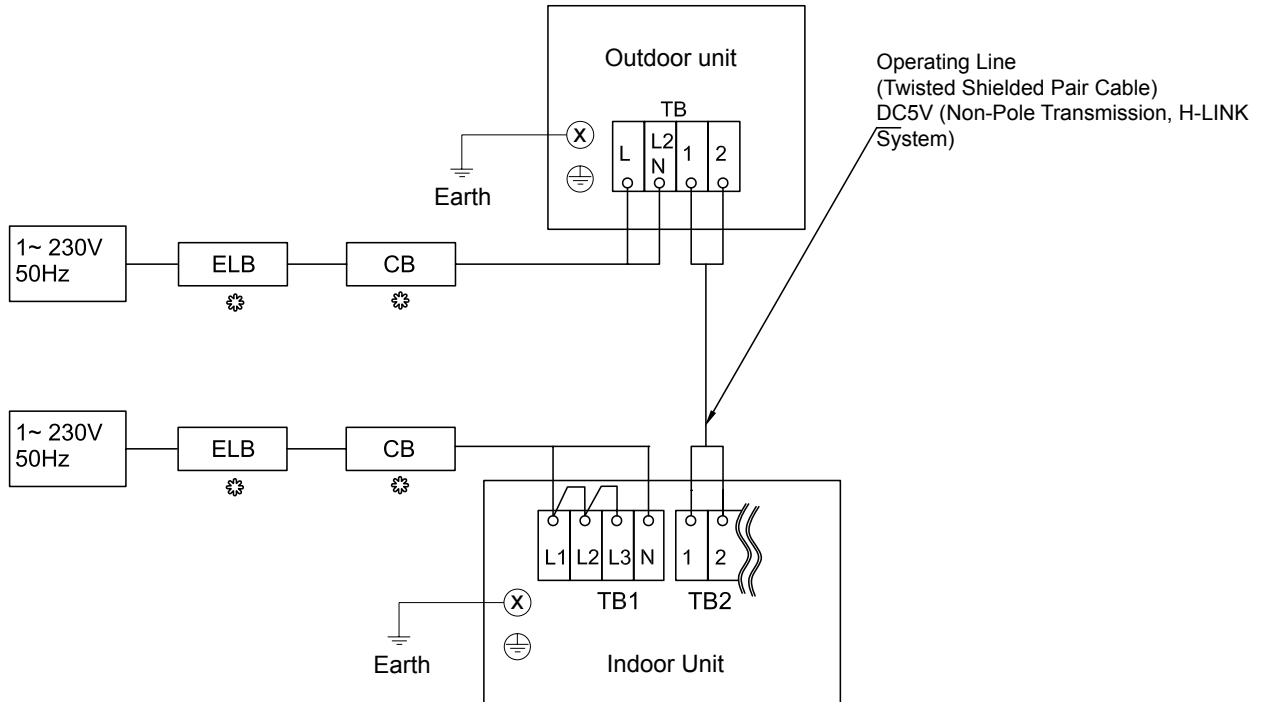 Outdoor unit
TB
L
L2
N
1
2
Earth
Operating Line
(Twisted Shielded Pair Cable)
DC5V (Non-Pole Transmission, H-LINK
System)
1~ 230V
50Hz
ELB
CB
1~ 230V
50Hz
ELB
CB
L1
L2
L3
N
1
2
TB1
TB2
Earth
Indoor Unit
X
X